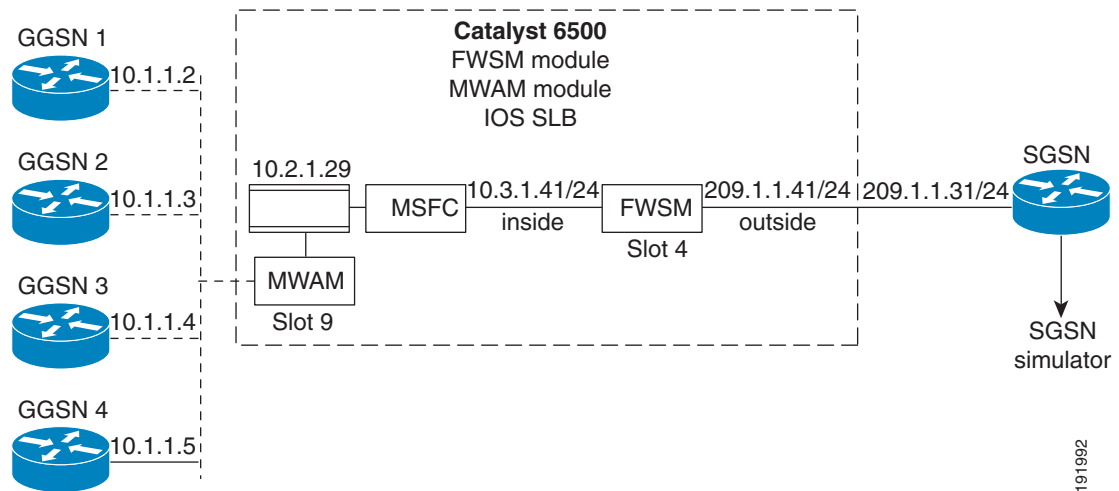 Catalyst 6500
FWSM module
MWAM module
IOS SLB
GGSN 1
10.1.1.2
GGSN 2
10.1.1.3
GGSN 3
10.1.1.4
GGSN 4
10.1.1.5
10.2.1.29
MSFC
10.3.1.41/24
inside
FWSM
Slot 4
209.1.1.41/24
outside
209.1.1.31/24
SGSN
MWAM
Slot 9
SGSN
simulator
191992